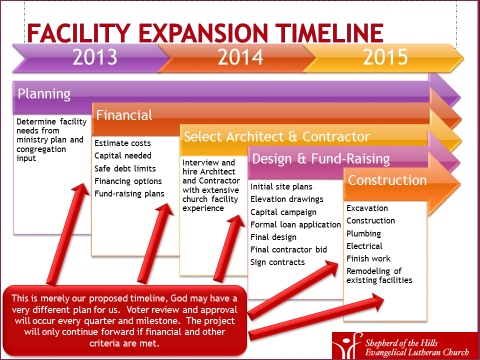 FACILITY EXPANSION TIMELINE
2013
2014
2015
Planning
Determine facility
needs from
ministry plan and
congregation
input
Financial
Estimate costs
Capital needed
Safe debt limits
Financing options
Fund-raising plans
Select Architect & Contractor
Interview and
hire Architect
and Contractor
with extensive
church facility
experience
Design & Fund-Raising
Initial site plans
Elevation drawings
Capital campaign
Formal loan application
Final design
Final contractor bid
Sign contracts
Construction
Excavation
Construction
Plumbing
Electrical
Finish work
Remodeling of
existing facilities
This is merely our proposed timeline, God may have a
very different plan for us.  Voter review and approval
will occur every quarter and milestone.  The project
will only continue forward if financial and other
criteria are met.
Shepherd of the Hills
Evangelical Lutheran Church